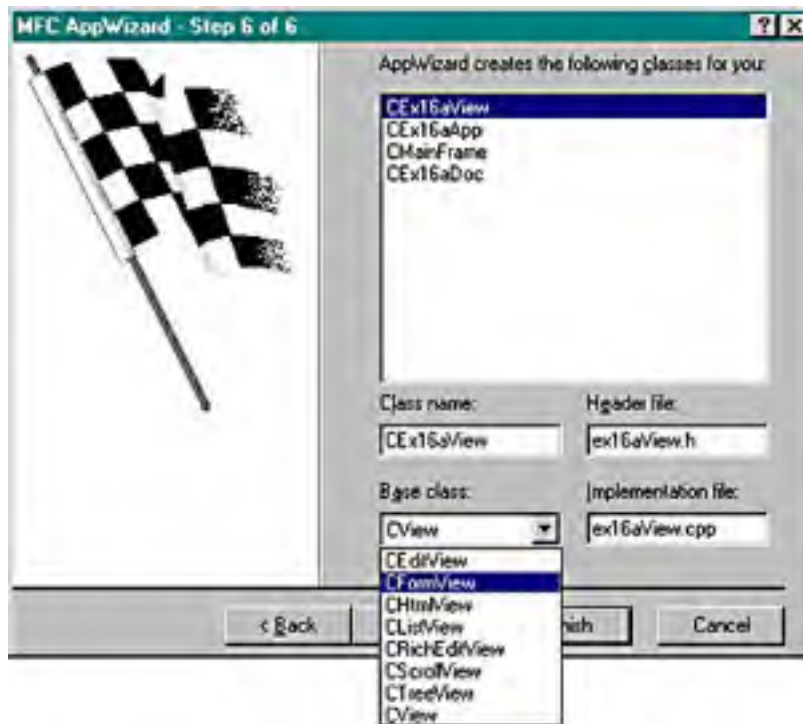 MFC AppWizard - Step 6 of 6
AppWizard creates the following classes for you:
CEx16aView
CEx16aApp
CMainFrame
CEx16aDoc
Class name:
Header file:
CEx16aView
ex16aView.h
Base class:
Implementation file:
CView
ex16aView.cpp
CEditView
CFormView
CHtmlView
CListView
CRichEditView
CScrollView
CTreeView
CView
< Back
nish
Cancel